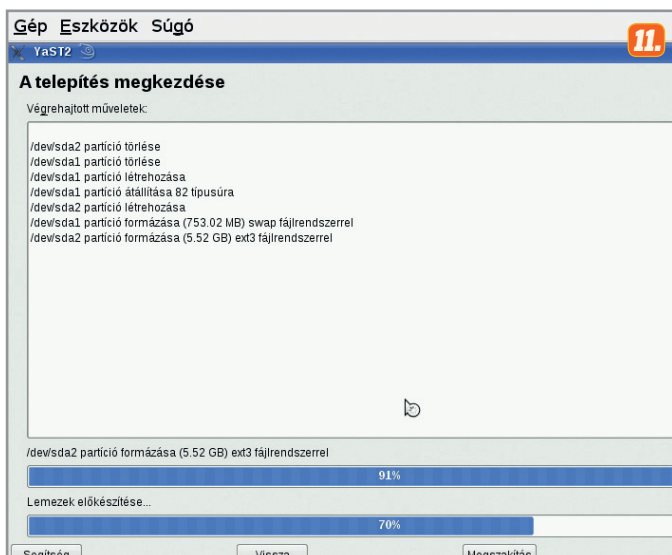 Gép Eszközök Súgó
11.
YaST2
A telepítés megkezdése
Végrehajtott műveletek:
/dev/sda2 partíció törlése
/dev/sda1 partíció törlése
/dev/sda1 partíció létrehozása
/dev/sda1 partíció átállítása 82 típusúra
/dev/sda2 partíció létrehozása
/dev/sda1 partíció formázása (753.02 MB) swap fájlrendszerrel
/dev/sda2 partíció formázása (5.52 GB) ext3 fájlrendszerrel
/dev/sda2 partíció formázása (5.52 GB) ext3 fájlrendszerrel
91%
Lemezek előkészítése...
70%
Segítség Vissza Megszakítás